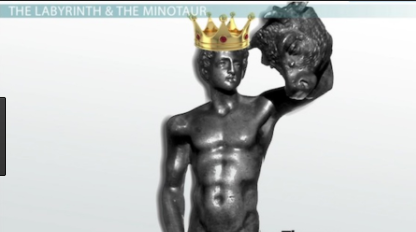 THE LABYRINTH & THE MINOTAUR